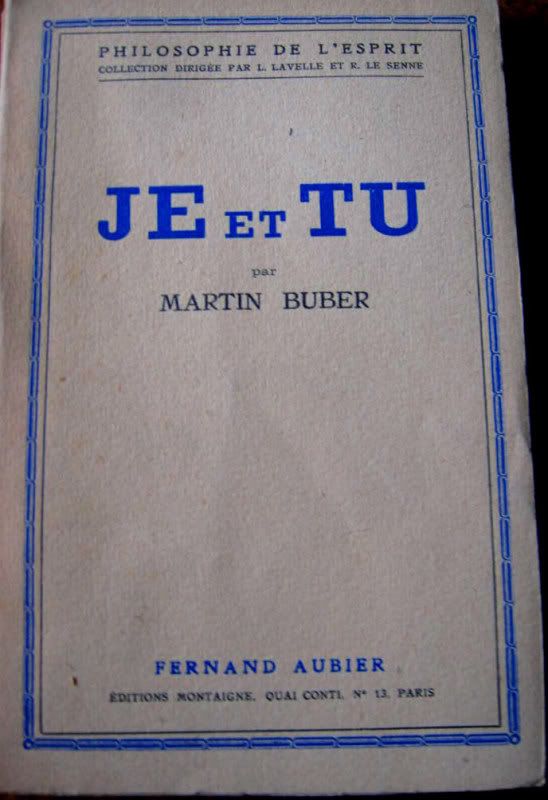 PHILOSOPHIE DE L'ESPRIT
COLLECTION DIRIGÉE PAR L. LAVELLE ET R. LE SENNE
JE ET TU
par
MARTIN BUBER
FERNAND AUBIER
ÉDITIONS MONTAIGNE, QUAI CONTI, Nº 13, PARIS